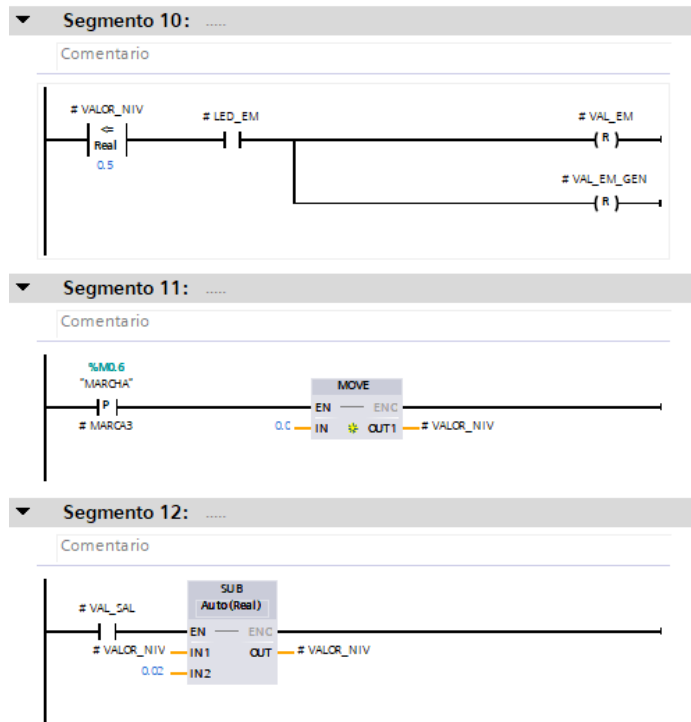 Segmento 10: .....
Comentario
# VALOR_NIV
<=
Real
0.5
# LED_EM
# VAL_EM
( R )
# VAL_EM_GEN
( R )
Segmento 11: .....
Comentario
%M0.6
"MARCHA"
P
# MARCA3
MOVE
EN ENC
0.0 IN OUT1 # VALOR_NIV
Segmento 12: .....
Comentario
# VAL_SAL
SUB
Auto(Real)
EN ENC
# VALOR_NIV IN1 OUT # VALOR_NIV
0.02 IN2